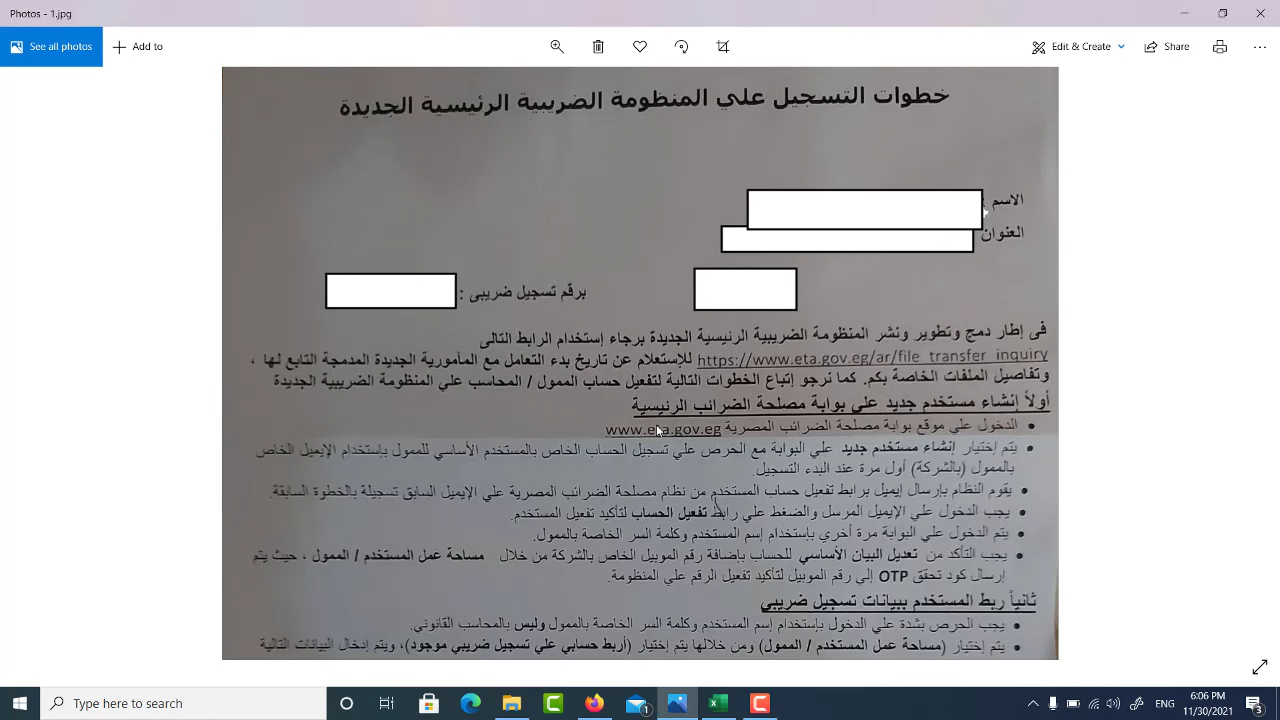 Photos - 1.jpg
See all photos
Add to
Edit & Create
Share
خطوات التسجيل علي المنظومة الضريبية الرئيسية الجديدة
الاسم
العنوان
برقم تسجيل ضريبى :
فى إطار دمج وتطوير ونشر المنظومة الضريبية الرئيسية الجديدة برجاء إستخدام الرابط التالى
https://www.eta.gov.eg/ar/file_transfer_inquiry للإستعلام عن تاريخ بدء التعامل مع المأمورية الجديدة المدمجة التابع لها ،
وتفاصيل الملفات الخاصة بكم. كما نرجو إتباع الخطوات التالية لتفعيل حساب الممول / المحاسب علي المنظومة الضريبية الجديدة
أولاً إنشاء مستخدم جديد علي بوابة مصلحة الضرائب الرئيسية
• الدخول علي موقع بوابة مصلحة الضرائب المصرية www.eta.gov.eg
• يتم إختيار إنشاء مستخدم جديد علي البوابة مع الحرص علي تسجيل الحساب الخاص بالمستخدم الأساسي للممول بإستخدام الإيميل الخاص
بالممول (بالشركة) أول مرة عند البدء التسجيل.
• يقوم النظام بإرسال إيميل برابط تفعيل حساب المستخدم من نظام مصلحة الضرائب المصرية علي الإيميل السابق تسجيلة بالخطوة السابقة.
• يجب الدخول علي الإيميل المرسل والضغط علي رابط تفعيل الحساب لتأكيد تفعيل المستخدم.
• يتم الدخول علي البوابة مرة أخري بإستخدام إسم المستخدم وكلمة السر الخاصة بالممول.
• يجب التأكد من تعديل البيان الأساسي للحساب بإضافة رقم الموبيل الخاص بالشركة من خلال مساحة عمل المستخدم / الممول ، حيث يتم
إرسال كود تحقق OTP إلي رقم الموبيل لتأكيد تفعيل الرقم علي المنظومة.
ثانياً ربط المستخدم ببيانات تسجيل ضريبي
• يجب الحرص بشدة علي الدخول بإستخدام إسم المستخدم وكلمة السر الخاصة بالممول وليس بالمحاسب القانوني.
• يتم إختيار (مساحة عمل المستخدم / الممول) ومن خلالها يتم إختيار (أربط حسابي علي تسجيل ضريبي موجود)، ويتم إدخال البيانات التالية
Type here to search
ENG
6:06 PM
11/30/2021